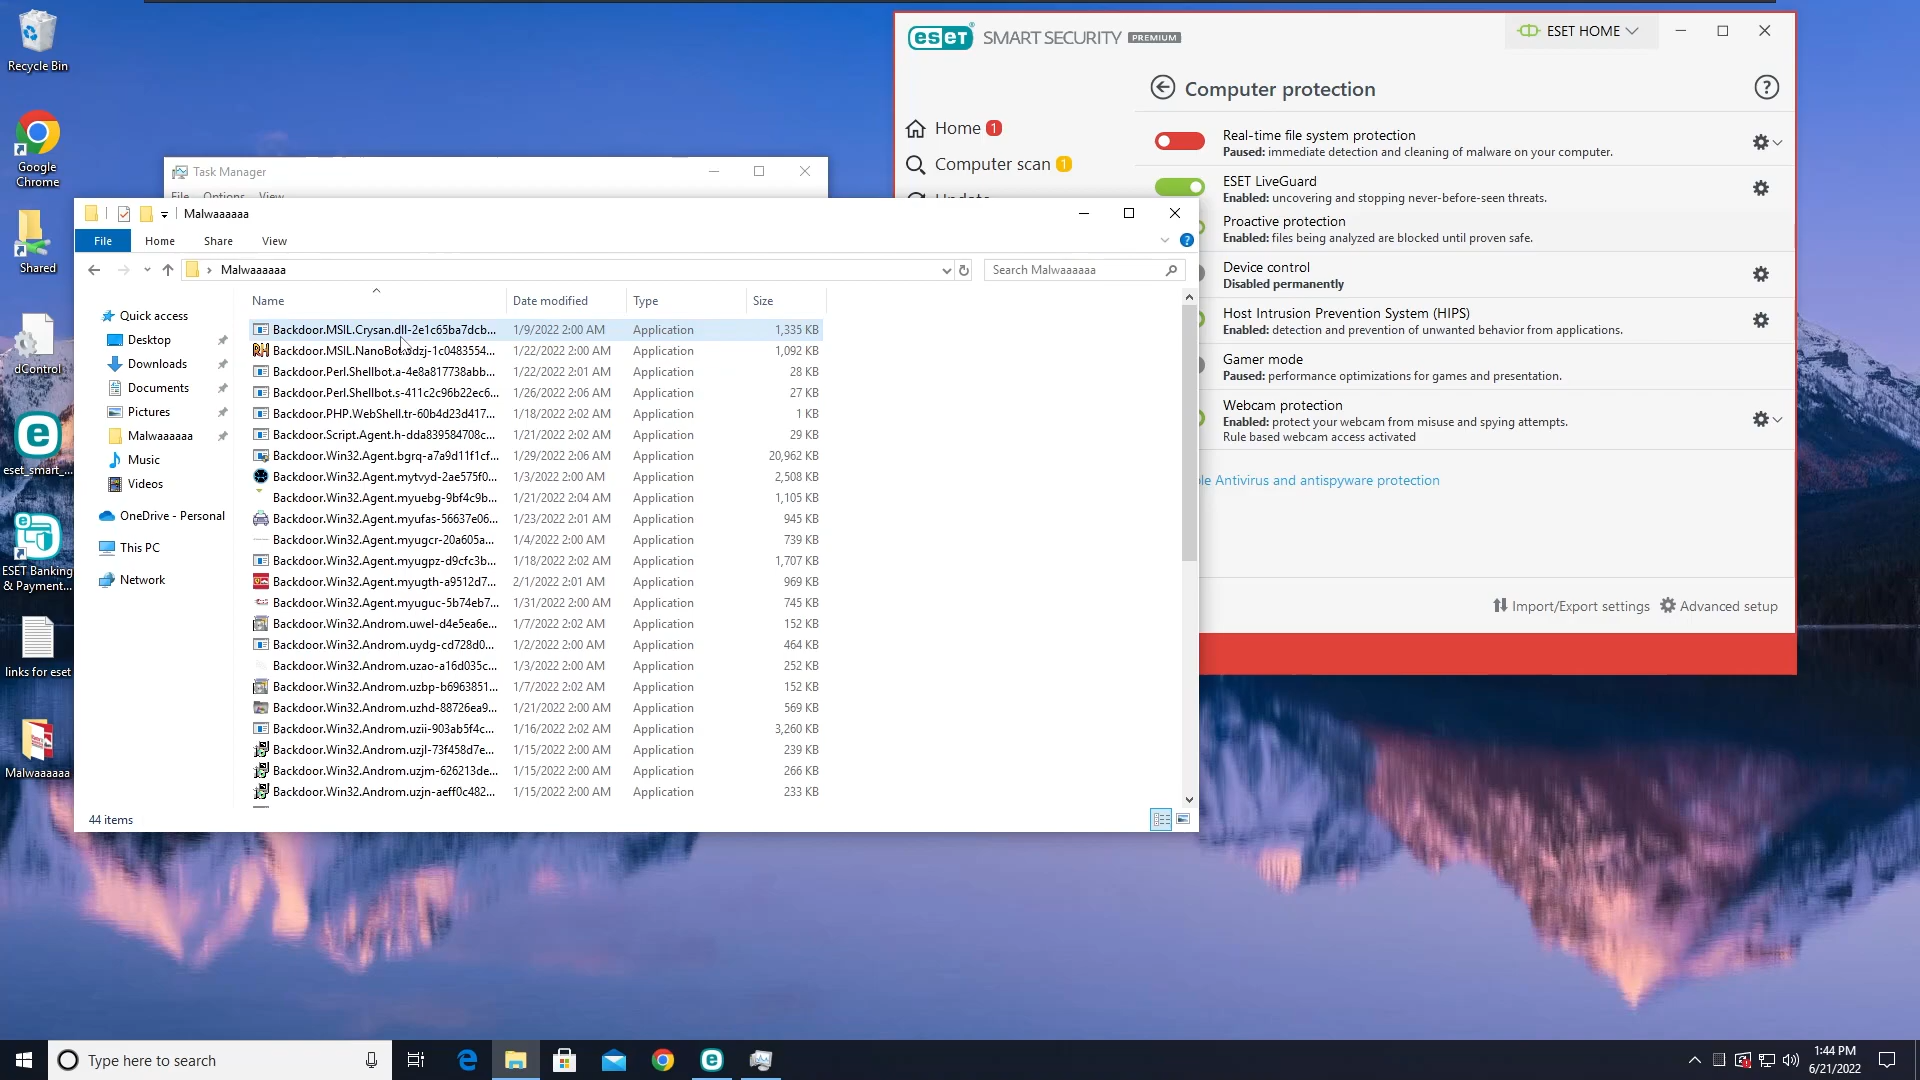 Recycle Bin
Google
Chrome
Shared
dControl
eset_smart_...
ESET Banking
& Payment...
links for eset
Malwaaaaaa
Task Manager
File Options View
Malwaaaaaa
File Home Share View
Malwaaaaaa
Search Malwaaaaaa
Quick access
Desktop
Downloads
Documents
Pictures
Malwaaaaaa
Music
Videos
OneDrive - Personal
This PC
Network
Name Date modified Type Size
Backdoor.MSIL.Crysan.dll-2e1c65ba7dcb... 1/9/2022 2:00 AM Application 1,335 KB
1/22/2022 2:00 AM Application 1,092 KB
Backdoor.Perl.Shellbot.a-4e8a817738abb... 1/22/2022 2:01 AM Application 28 KB
Backdoor.Perl.Shellbot.s-411c2c96b22ec6... 1/26/2022 2:06 AM Application 27 KB
Backdoor.PHP.WebShell.tr-60b4d23d417... 1/18/2022 2:02 AM Application 1 KB
Backdoor.Script.Agent.h-dda839584708c... 1/21/2022 2:02 AM Application 29 KB
Backdoor.Win32.Agent.bgrq-a7a9d11f1cf... 1/29/2022 2:06 AM Application 20,962 KB
Backdoor.Win32.Agent.mytvyd-2ae575f0... 1/3/2022 2:00 AM Application 2,508 KB
Backdoor.Win32.Agent.myuebg-9bf4c9b... 1/21/2022 2:04 AM Application 1,105 KB
Backdoor.Win32.Agent.myufas-56637e06... 1/23/2022 2:01 AM Application 945 KB
Backdoor.Win32.Agent.myugcr-20a605a... 1/4/2022 2:00 AM Application 739 KB
Backdoor.Win32.Agent.myugpz-d9cfc3b... 1/18/2022 2:02 AM Application 1,707 KB
Backdoor.Win32.Agent.myugth-a9512d7... 2/1/2022 2:01 AM Application 969 KB
Backdoor.Win32.Agent.myuguc-5b74eb7... 1/31/2022 2:00 AM Application 745 KB
Backdoor.Win32.Androm.uwel-d4e5ea6e... 1/7/2022 2:02 AM Application 152 KB
Backdoor.Win32.Androm.uydg-cd728d0... 1/2/2022 2:00 AM Application 464 KB
Backdoor.Win32.Androm.uzao-a16d035c... 1/3/2022 2:00 AM Application 252 KB
Backdoor.Win32.Androm.uzbp-b6963851... 1/7/2022 2:02 AM Application 152 KB
Backdoor.Win32.Androm.uzhd-88726ea9... 1/21/2022 2:00 AM Application 569 KB
Backdoor.Win32.Androm.uzii-903ab5f4c... 1/16/2022 2:02 AM Application 3,260 KB
Backdoor.Win32.Androm.uzjl-73f458d7e... 1/15/2022 2:00 AM Application 239 KB
Backdoor.Win32.Androm.uzjm-626213de... 1/15/2022 2:00 AM Application 266 KB
Backdoor.Win32.Androm.uzjn-aeff0c482... 1/15/2022 2:00 AM Application 233 KB
44 items
eset SMART SECURITY PREMIUM
ESET HOME
Home 1
Computer scan 1
Computer protection
Real-time file system protection
Paused: immediate detection and cleaning of malware on your computer.
ESET LiveGuard
Enabled: uncovering and stopping never-before-seen threats.
Proactive protection
Enabled: files being analyzed are blocked until proven safe.
Device control
Disabled permanently
Host Intrusion Prevention System (HIPS)
Enabled: detection and prevention of unwanted behavior from applications.
Gamer mode
Paused: performance optimizations for games and presentation.
Webcam protection
Enabled: protect your webcam from misuse and spying attempts.
Rule based webcam access activated
le Antivirus and antispyware protection
Import/Export settings Advanced setup
Type here to search
1:44 PM
6/21/2022